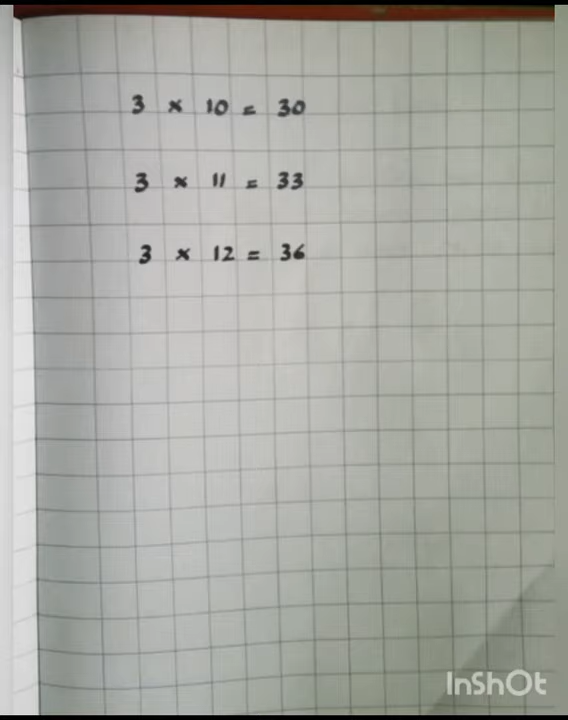 3 × 10 = 30
3 × 11 = 33
3 × 12 = 36
InShOt